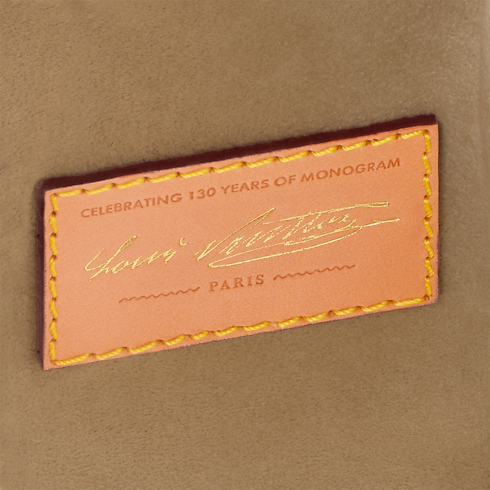 CELEBRATING 130 YEARS OF MONOGRAM
Louis Vuitton
PARIS